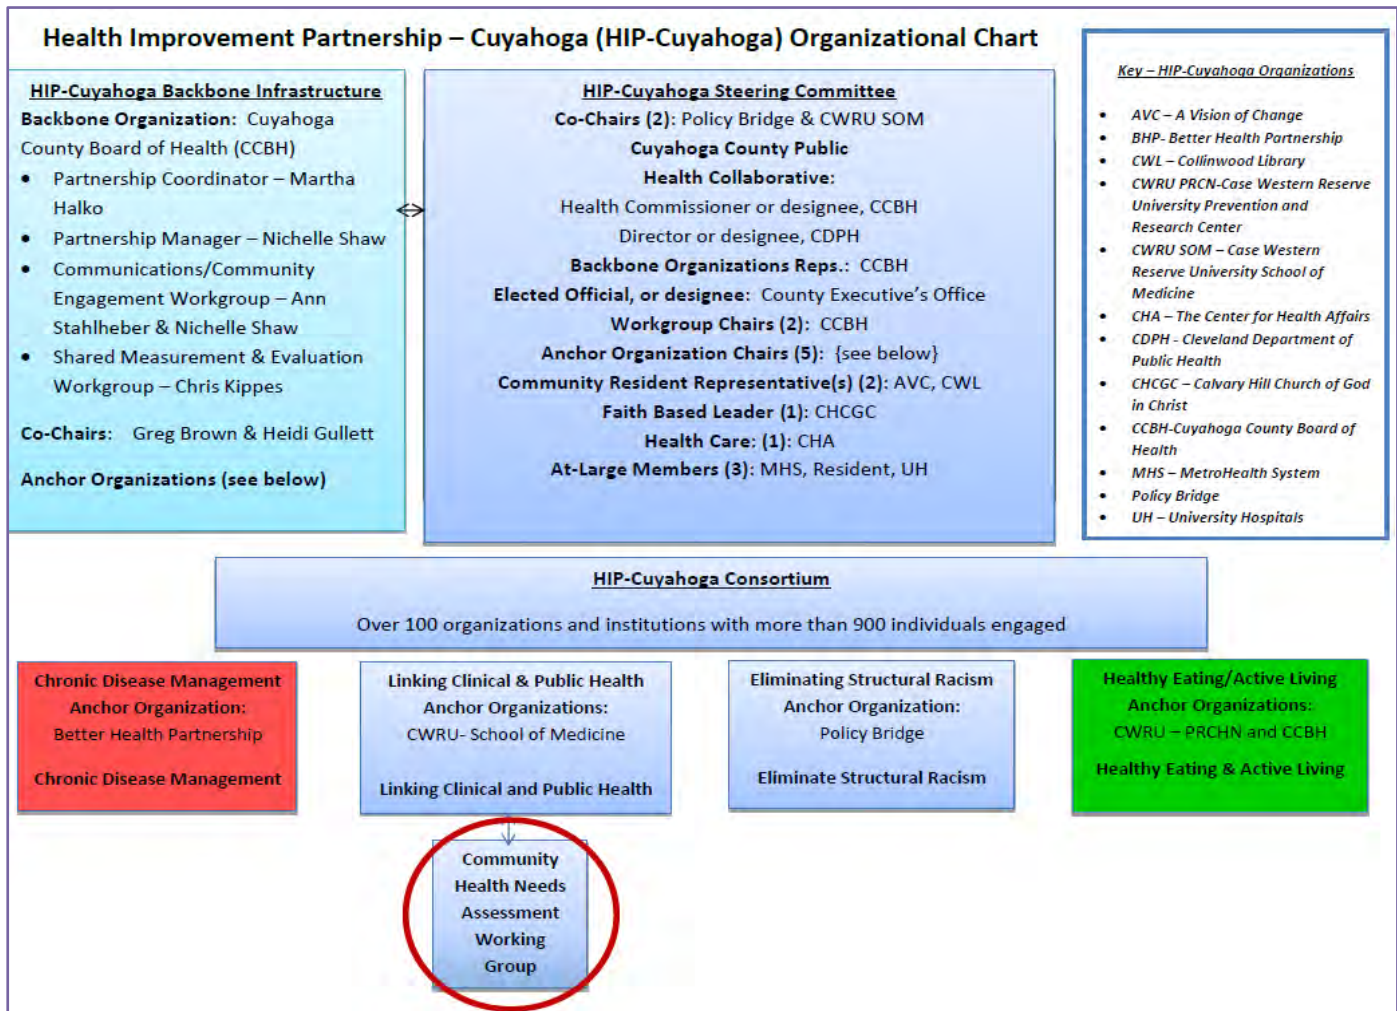 Health Improvement Partnership – Cuyahoga (HIP-Cuyahoga) Organizational Chart
HIP-Cuyahoga Backbone Infrastructure
Backbone Organization: Cuyahoga
County Board of Health (CCBH)
• Partnership Coordinator – Martha
Halko
• Partnership Manager – Nichelle Shaw
• Communications/Community
Engagement Workgroup – Ann
Stahlheber & Nichelle Shaw
• Shared Measurement & Evaluation
Workgroup – Chris Kippes
Co-Chairs: Greg Brown & Heidi Gullett
Anchor Organizations (see below)
HIP-Cuyahoga Steering Committee
Co-Chairs (2): Policy Bridge & CWRU SOM
Cuyahoga County Public
Health Collaborative:
Health Commissioner or designee, CCBH
Director or designee, CDPH
Backbone Organizations Reps.: CCBH
Elected Official, or designee: County Executive's Office
Workgroup Chairs (2): CCBH
Anchor Organization Chairs (5): {see below}
Community Resident Representative(s) (2): AVC, CWL
Faith Based Leader (1): CHCGC
Health Care: (1): CHA
At-Large Members (3): MHS, Resident, UH
Key – HIP-Cuyahoga Organizations
• AVC – A Vision of Change
• BHP- Better Health Partnership
• CWL – Collinwood Library
• CWRU PRCN-Case Western Reserve
University Prevention and
Research Center
• CWRU SOM – Case Western
Reserve University School of
Medicine
• CHA – The Center for Health Affairs
• CDPH - Cleveland Department of
Public Health
• CHCGC – Calvary Hill Church of God
in Christ
• CCBH-Cuyahoga County Board of
Health
• MHS – MetroHealth System
• Policy Bridge
• UH – University Hospitals
HIP-Cuyahoga Consortium
Over 100 organizations and institutions with more than 900 individuals engaged
Chronic Disease Management
Anchor Organization:
Better Health Partnership
Chronic Disease Management
Linking Clinical & Public Health
Anchor Organizations:
CWRU- School of Medicine
Linking Clinical and Public Health
Eliminating Structural Racism
Anchor Organization:
Policy Bridge
Eliminate Structural Racism
Healthy Eating/Active Living
Anchor Organizations:
CWRU – PRCHN and CCBH
Healthy Eating & Active Living
Community
Health Needs
Assessment
Working
Group